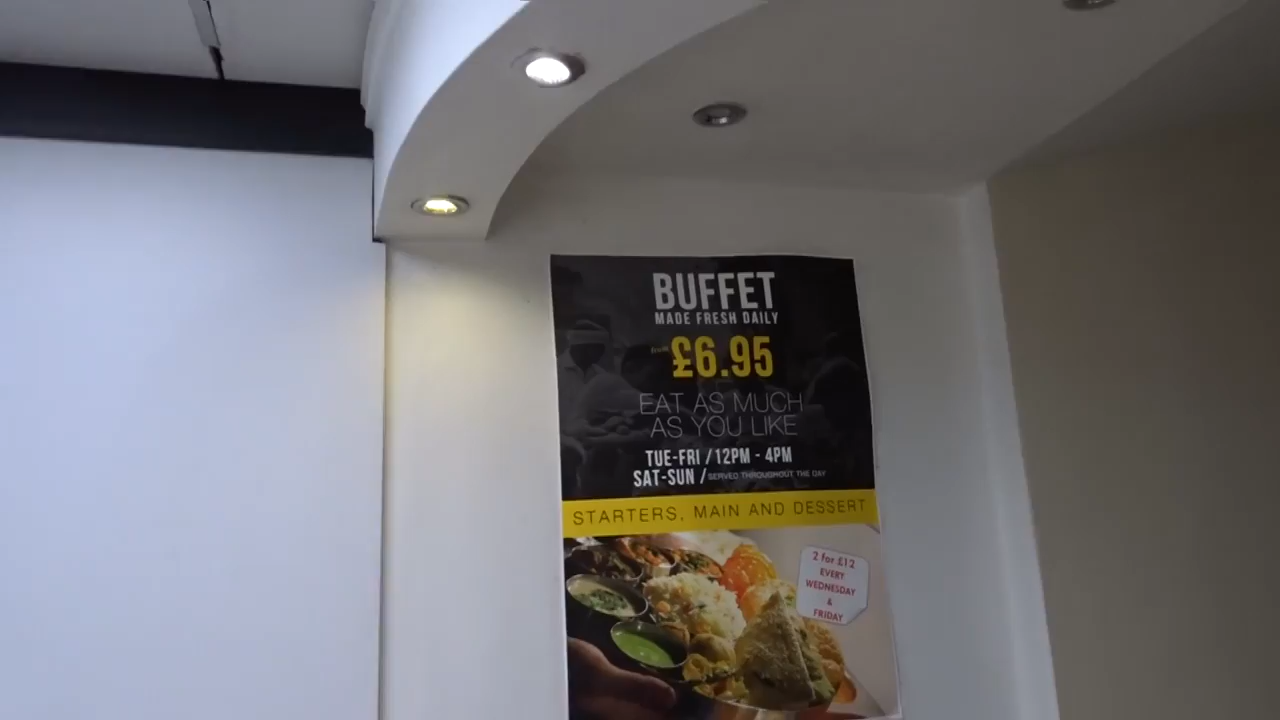 BUFFET
MADE FRESH DAILY
from £6.95
EAT AS MUCH
AS YOU LIKE
TUE-FRI / 12PM - 4PM
SAT-SUN / SERVED THROUGHOUT THE DAY
STARTERS, MAIN AND DESSERT
2 for £12
EVERY
WEDNESDAY
&
FRIDAY